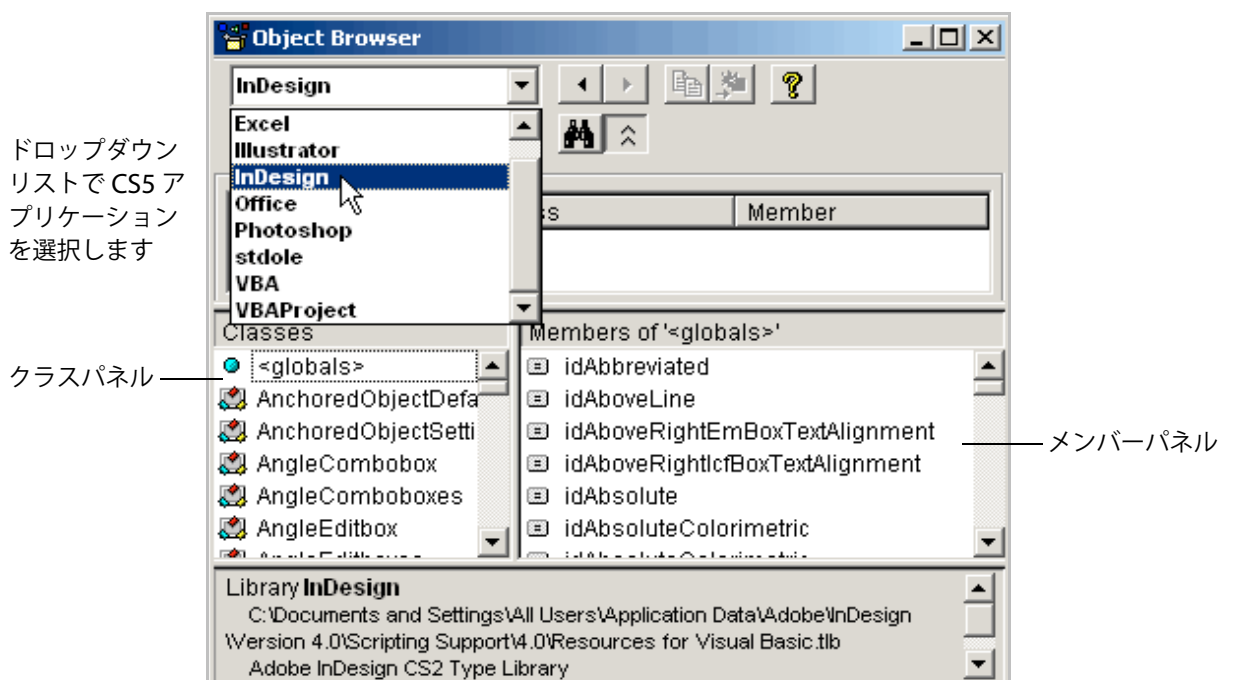 Object Browser
InDesign
Excel
Illustrator
InDesign
Office
Photoshop
stdole
VBA
VBAProject
Member
ドロップダウン
リストで CS5 ア
プリケーション
を選択します
Classes
Members of '<globals>'
クラスパネル
<globals>
AnchoredObjectDefa
AnchoredObjectSetti
AngleCombobox
AngleComboboxes
AngleEditbox
idAbbreviated
idAboveLine
idAboveRightEmBoxTextAlignment
idAboveRightIcfBoxTextAlignment
idAbsolute
idAbsoluteColorimetric
メンバーパネル
Library InDesign
C:\Documents and Settings\All Users\Application Data\Adobe\InDesign
\Version 4.0\Scripting Support\4.0\Resources for Visual Basic.tlb
Adobe InDesign CS2 Type Library